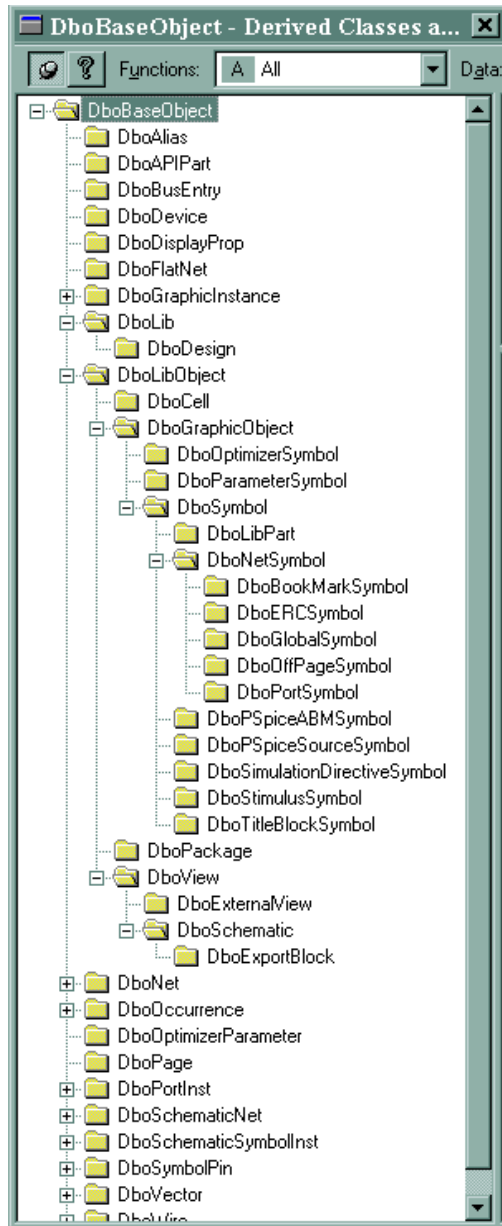 DboBaseObject - Derived Classes a...
Functions: A All Data:
DboBaseObject
DboAlias
DboAPIPart
DboBusEntry
DboDevice
DboDisplayProp
DboFlatNet
DboGraphicInstance
DboLib
DboDesign
DboLibObject
DboCell
DboGraphicObject
DboOptimizerSymbol
DboParameterSymbol
DboSymbol
DboLibPart
DboNetSymbol
DboBookMarkSymbol
DboERCSymbol
DboGlobalSymbol
DboOffPageSymbol
DboPortSymbol
DboPSpiceABMSymbol
DboPSpiceSourceSymbol
DboSimulationDirectiveSymbol
DboStimulusSymbol
DboTitleBlockSymbol
DboPackage
DboView
DboExternalView
DboSchematic
DboExportBlock
DboNet
DboOccurrence
DboOptimizerParameter
DboPage
DboPortInst
DboSchematicNet
DboSchematicSymbolInst
DboSymbolPin
DboVector
DboWire